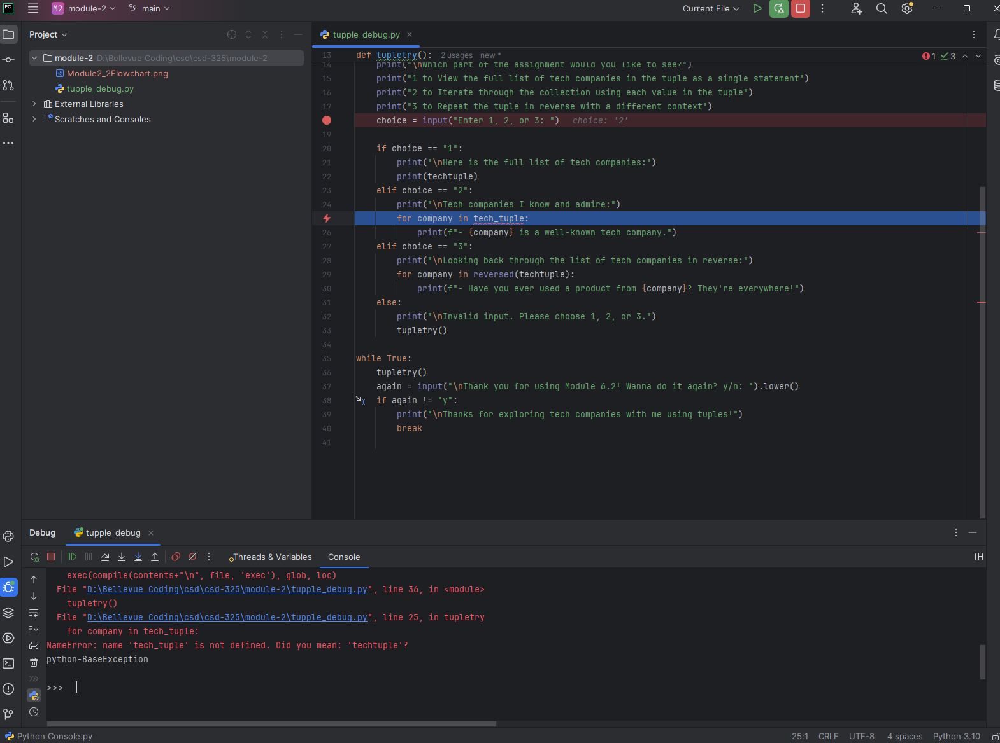 PC
M2 module-2
main
Current File
Project
tupple_debug.py
module-2 D:\Bellevue Coding\csd\csd-325\module-2
Module2_2Flowchart.png
tupple_debug.py
External Libraries
Scratches and Consoles
13 def tupletry(): 2 usages new *
1 3
14 print("\nWhich part of the assignment would you like to see?")
15 print("1 to View the full list of tech companies in the tuple as a single statement")
16 print("2 to Iterate through the collection using each value in the tuple")
17 print("3 to Repeat the tuple in reverse with a different context")
choice = input("Enter 1, 2, or 3: ") choice: '2'
19
20 if choice == "1":
21 print("\nHere is the full list of tech companies:")
22 print(techtuple)
23 elif choice == "2":
24 print("\nTech companies I know and admire:")
for company in tech_tuple:
26 print(f"- {company} is a well-known tech company.")
27 elif choice == "3":
28 print("\nLooking back through the list of tech companies in reverse:")
29 for company in reversed(techtuple):
30 print(f"- Have you ever used a product from {company}? They're everywhere!")
31 else:
32 print("\nInvalid input. Please choose 1, 2, or 3.")
33 tupletry()
34
35 while True:
36 tupletry()
37 again = input("\nThank you for using Module 6.2! Wanna do it again? y/n: ").lower()
38 if again != "y":
39 print("\nThanks for exploring tech companies with me using tuples!")
40 break
41
Debug tupple_debug
Threads & Variables Console
exec(compile(contents+"\n", file, 'exec'), glob, loc)
File "D:\Bellevue Coding\csd\csd-325\module-2\tupple_debug.py", line 36, in <module>
tupletry()
File "D:\Bellevue Coding\csd\csd-325\module-2\tupple_debug.py", line 25, in tupletry
for company in tech_tuple:
NameError: name 'tech_tuple' is not defined. Did you mean: 'techtuple'?
python-BaseException
>>>
Python Console.py
25:1 CRLF UTF-8 4 spaces Python 3.10